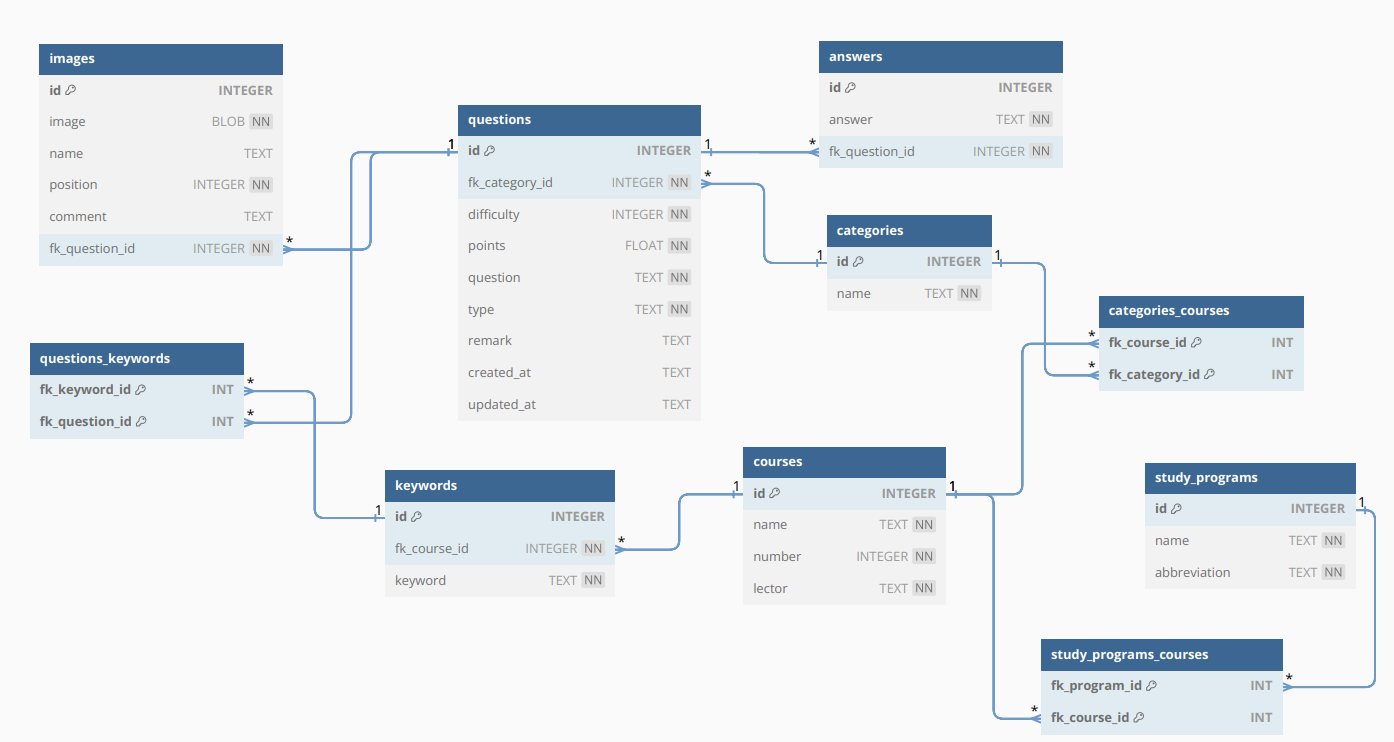 images
id INTEGER
image BLOB NN
name TEXT
position INTEGER NN
comment TEXT
fk_question_id INTEGER NN
*
questions
1 id INTEGER 1
fk_category_id INTEGER NN *
difficulty INTEGER NN
points FLOAT NN
question TEXT NN
type TEXT NN
remark TEXT
created_at TEXT
updated_at TEXT
answers
id INTEGER
answer TEXT NN
* fk_question_id INTEGER NN
categories
1 id INTEGER 1
name TEXT NN
categories_courses
* fk_course_id INT
* fk_category_id INT
questions_keywords
fk_keyword_id INT *
fk_question_id INT *
keywords
1 id INTEGER
fk_course_id INTEGER NN *
keyword TEXT NN
courses
1 id INTEGER 1
name TEXT NN
number INTEGER NN
lector TEXT NN
study_programs
id INTEGER 1
name TEXT NN
abbreviation TEXT NN
study_programs_courses
fk_program_id INT *
* fk_course_id INT